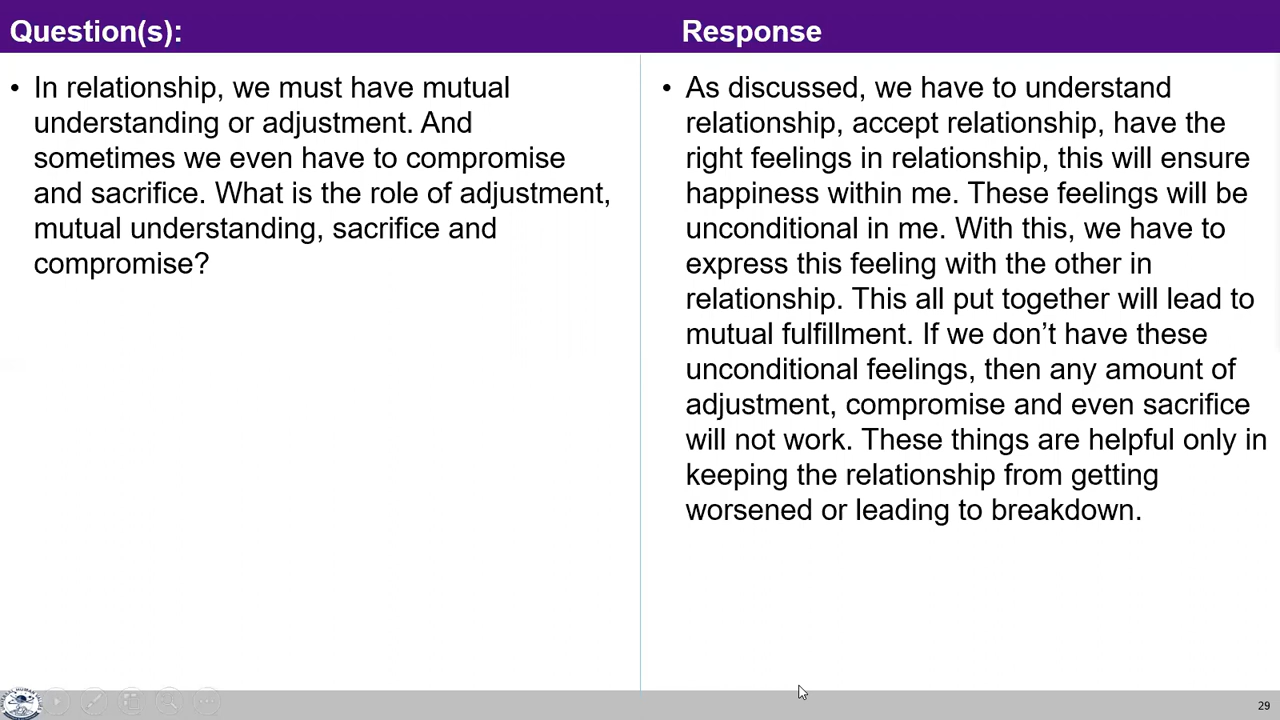 Question(s):
Response
• In relationship, we must have mutual
understanding or adjustment. And
sometimes we even have to compromise
and sacrifice. What is the role of adjustment,
mutual understanding, sacrifice and
compromise?
• As discussed, we have to understand
relationship, accept relationship, have the
right feelings in relationship, this will ensure
happiness within me. These feelings will be
unconditional in me. With this, we have to
express this feeling with the other in
relationship. This all put together will lead to
mutual fulfillment. If we don’t have these
unconditional feelings, then any amount of
adjustment, compromise and even sacrifice
will not work. These things are helpful only in
keeping the relationship from getting
worsened or leading to breakdown.
29